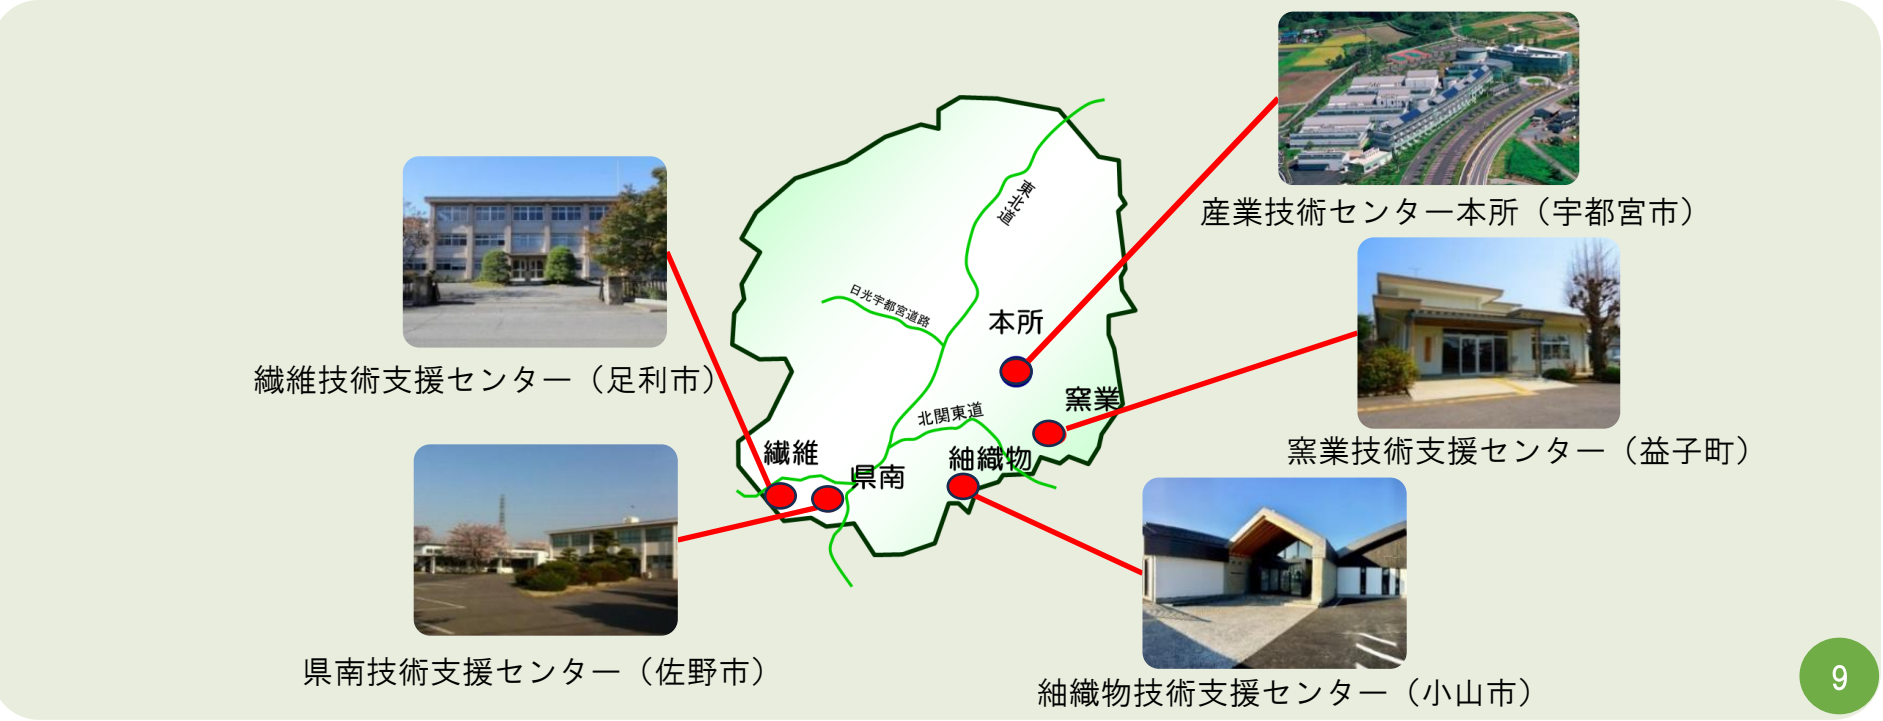 産業技術センター本所（宇都宮市）
東北道
日光宇都宮道路
本所
繊維技術支援センター（足利市）
窯業
北関東道
窯業技術支援センター（益子町）
繊維
紬織物
県南
県南技術支援センター（佐野市）
紬織物技術支援センター（小山市）
9